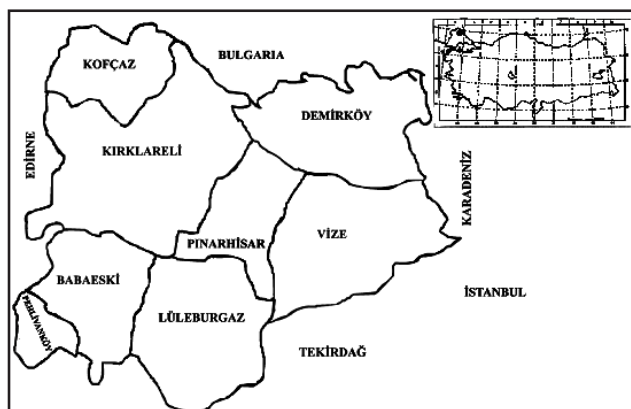 KOFÇAZ
BULGARIA
DEMİRKÖY
EDİRNE
KIRKLARELİ
KARADENİZ
PINARHİSAR
VİZE
BABAESKİ
PEHLİVANKÖY
LÜLEBURGAZ
İSTANBUL
TEKİRDAĞ